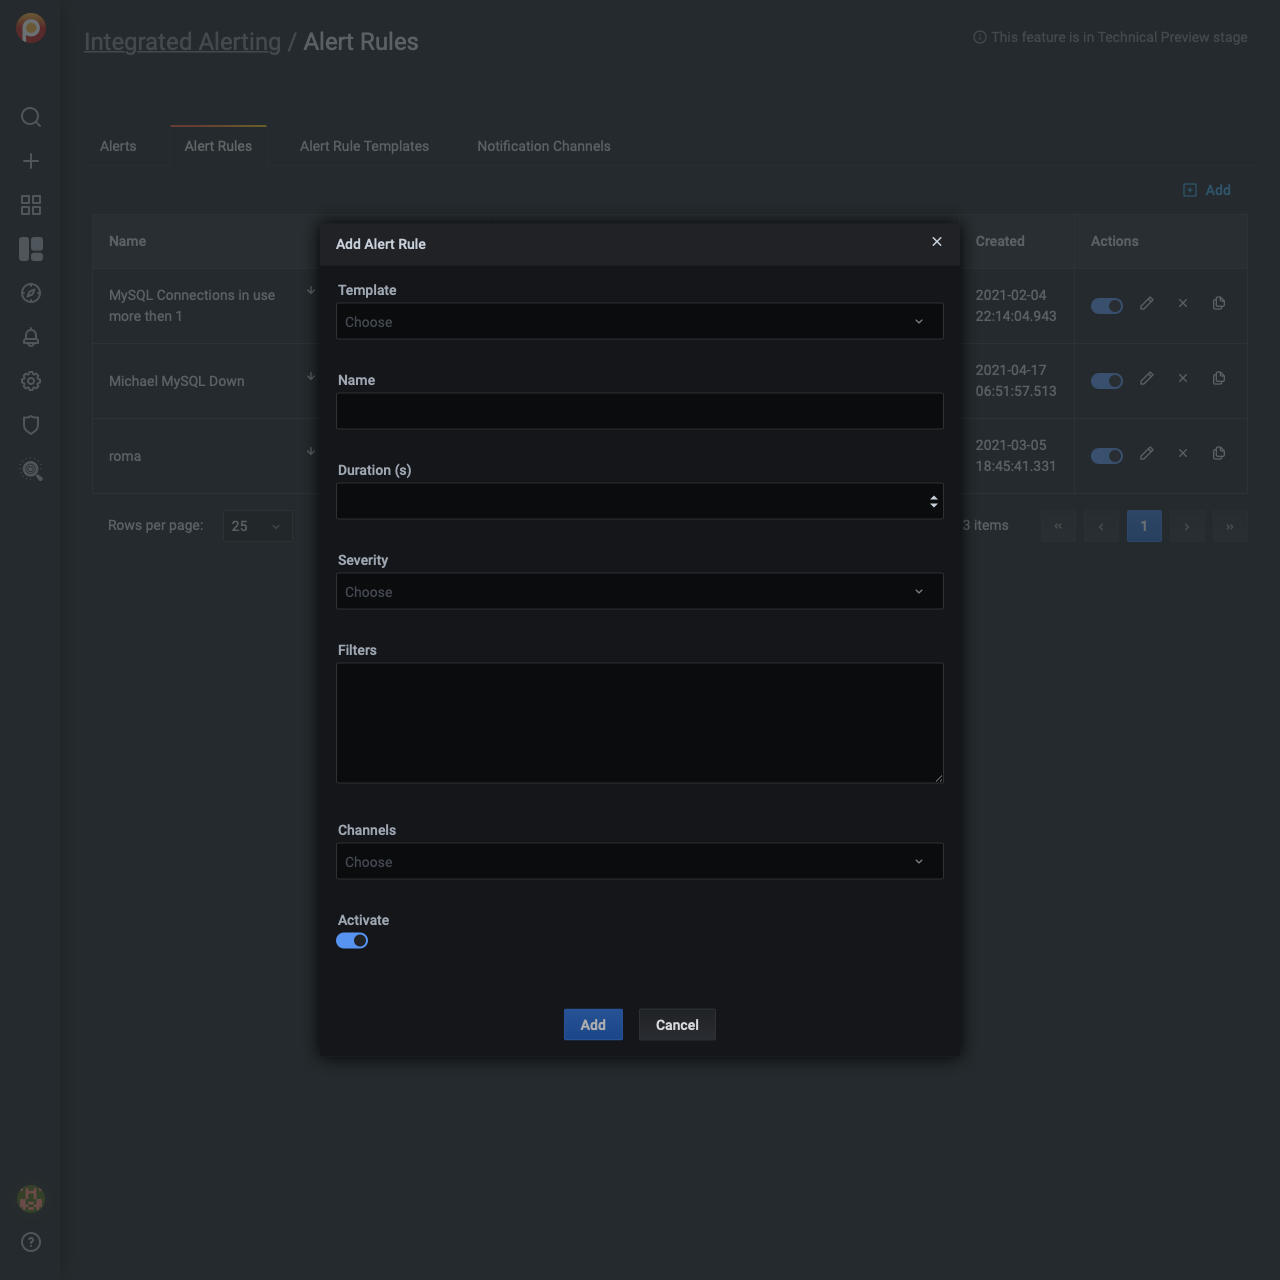 Integrated Alerting / Alert Rules
This feature is in Technical Preview stage
Alerts
Alert Rules
Alert Rule Templates
Notification Channels
Add
Name
Created
Actions
MySQL Connections in use
more then 1
2021-02-04
22:14:04.943
Michael MySQL Down
2021-04-17
06:51:57.513
roma
2021-03-05
18:45:41.331
Rows per page:
25
3 items
«
‹
1
›
»
Add Alert Rule
Template
Choose
Name
Duration (s)
Severity
Choose
Filters
Channels
Choose
Activate
Add
Cancel